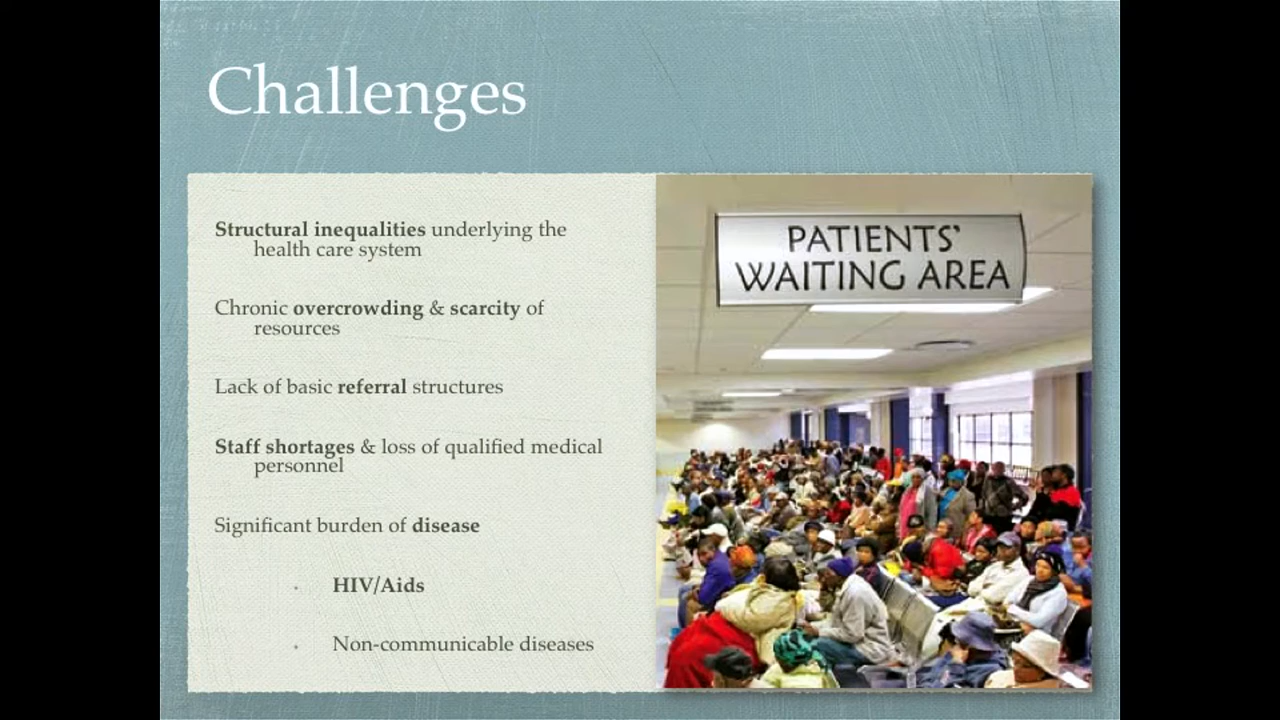 Challenges
Structural inequalities underlying the
health care system
Chronic overcrowding & scarcity of
resources
Lack of basic referral structures
Staff shortages & loss of qualified medical
personnel
Significant burden of disease
HIV/Aids
Non-communicable diseases
PATIENTS'
WAITING AREA